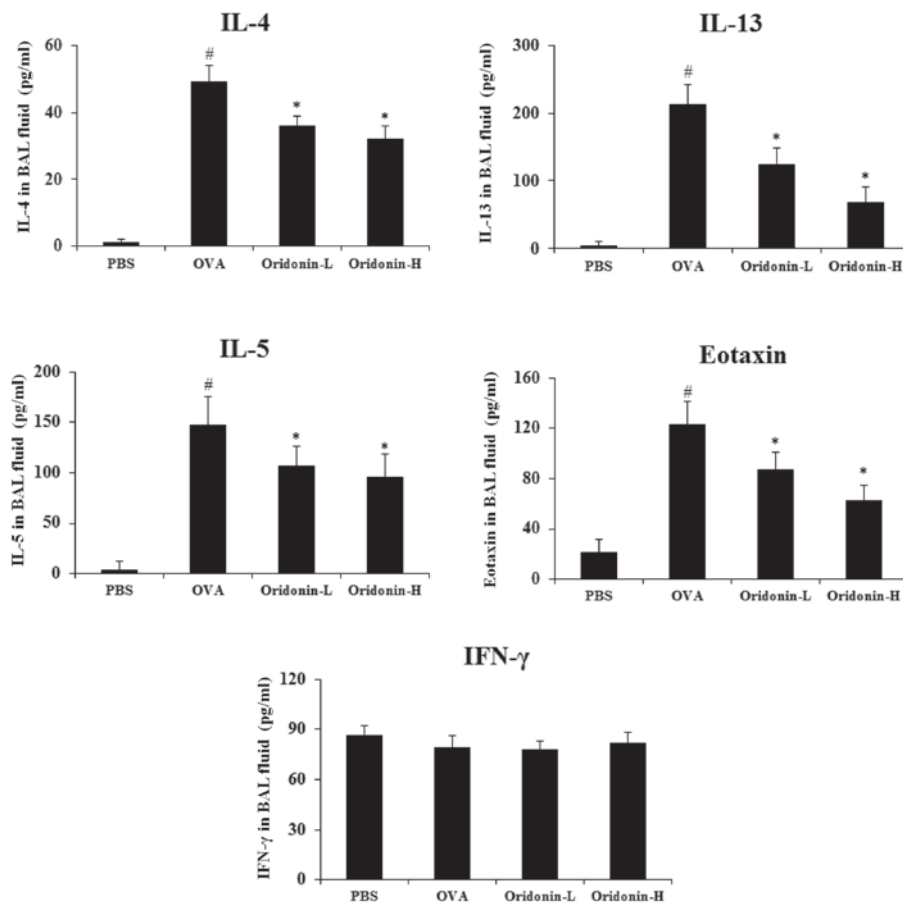 IL-4
IL-4 in BAL fluid (pg/ml)
60
40
20
0
#
*
*
PBS OVA Oridonin-L Oridonin-H
IL-13
IL-13 in BAL fluid (pg/ml)
300
200
100
0
#
*
*
PBS OVA Oridonin-L Oridonin-H
IL-5
IL-5 in BAL fluid (pg/ml)
200
150
100
50
0
#
*
*
PBS OVA Oridonin-L Oridonin-H
Eotaxin
Eotaxin in BAL fluid (pg/ml)
160
120
80
40
0
#
*
*
PBS OVA Oridonin-L Oridonin-H
IFN-γ
IFN-γ in BAL fluid (pg/ml)
120
90
60
30
0
PBS OVA Oridonin-L Oridonin-H